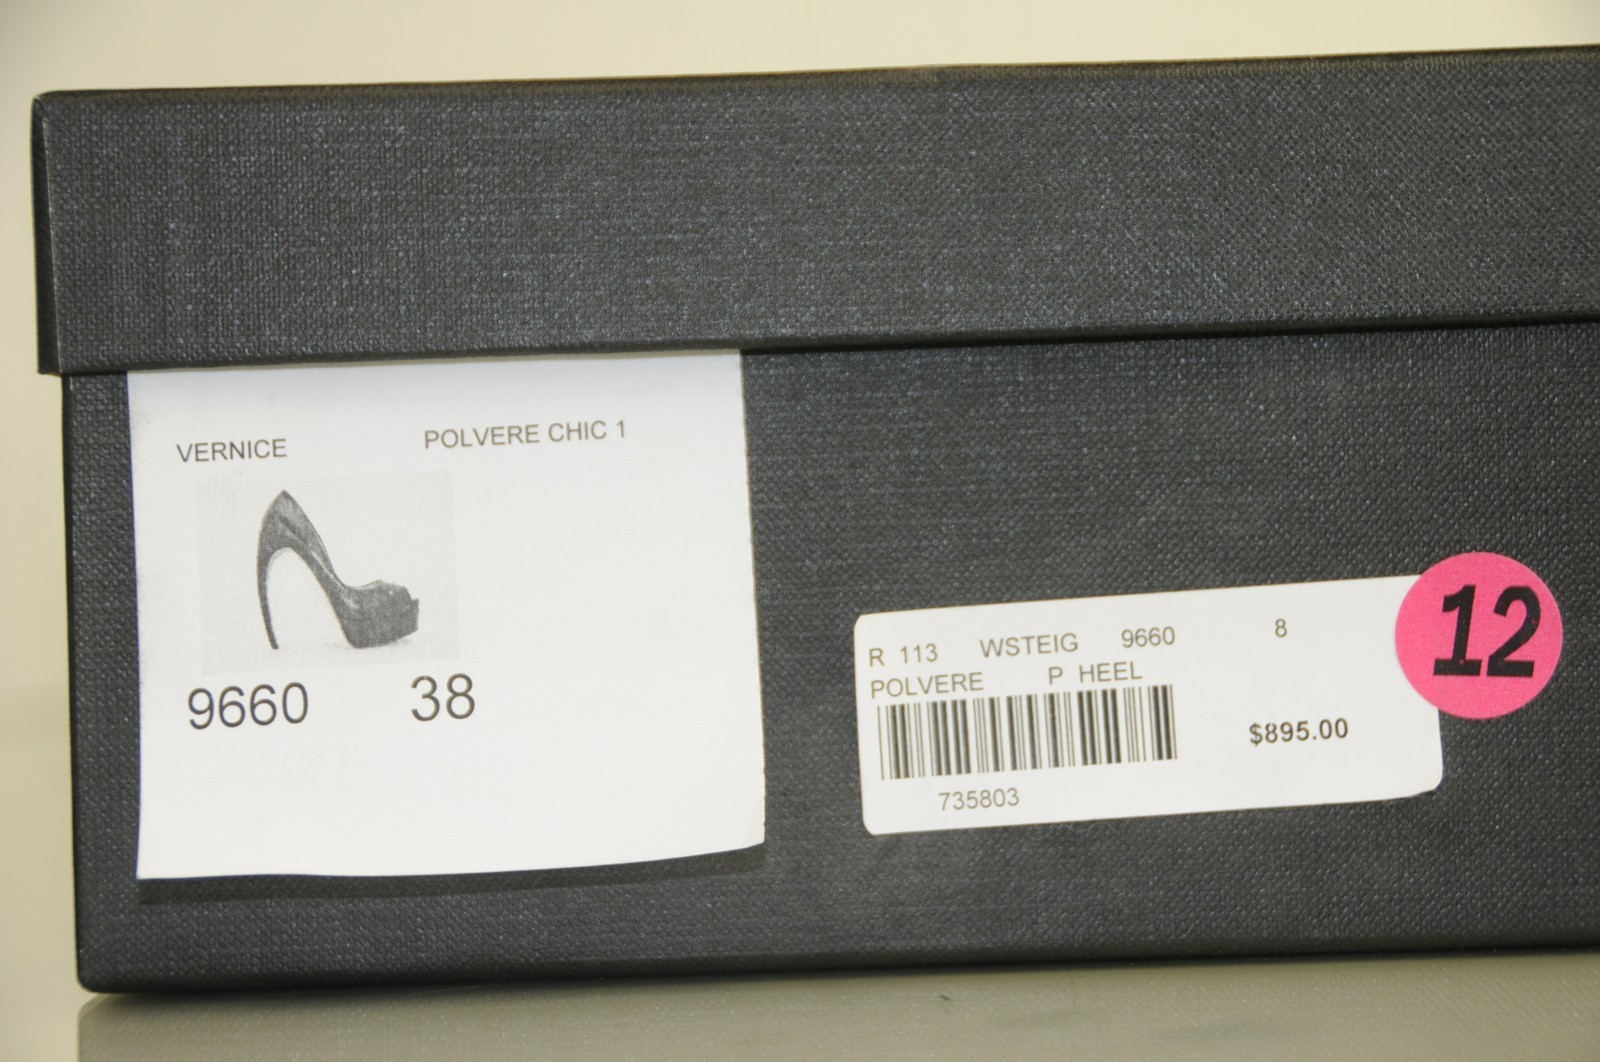 VERNICE POLVERE CHIC 1
9660 38
R 113 WSTEIG 9660 8
POLVERE P HEEL
$895.00
735803
12